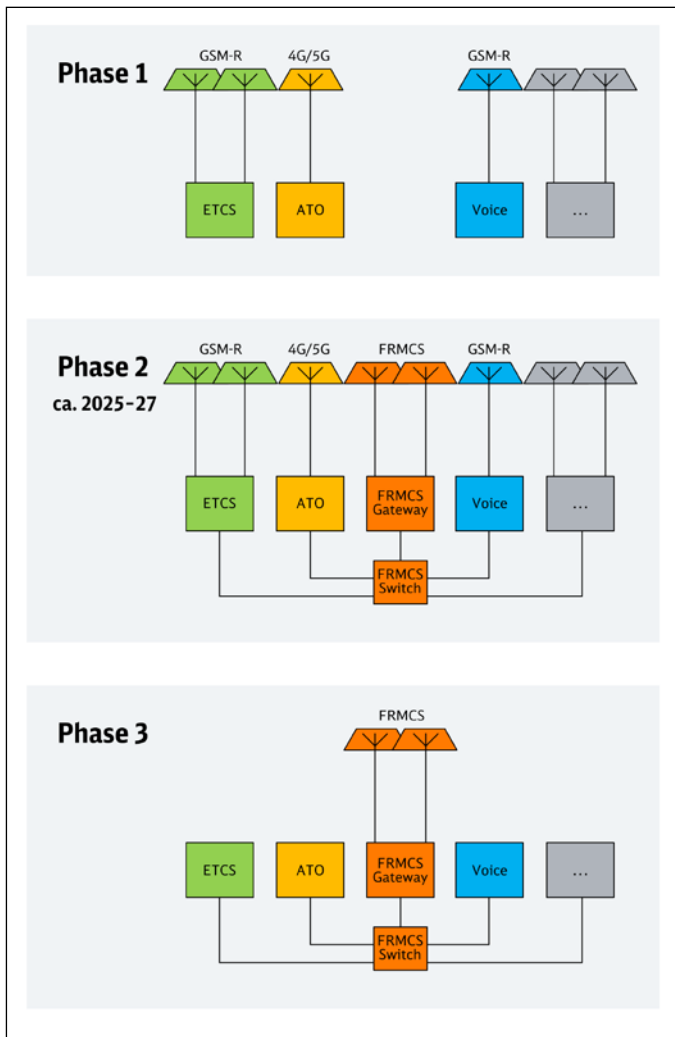 GSM-R 4G/5G GSM-R
Phase 1
ETCS ATO Voice ...
GSM-R 4G/5G FRMCS GSM-R
Phase 2
ca. 2025–27
ETCS ATO FRMCS Gateway Voice ...
FRMCS
Switch
FRMCS
Phase 3
ETCS ATO FRMCS Gateway Voice ...
FRMCS
Switch